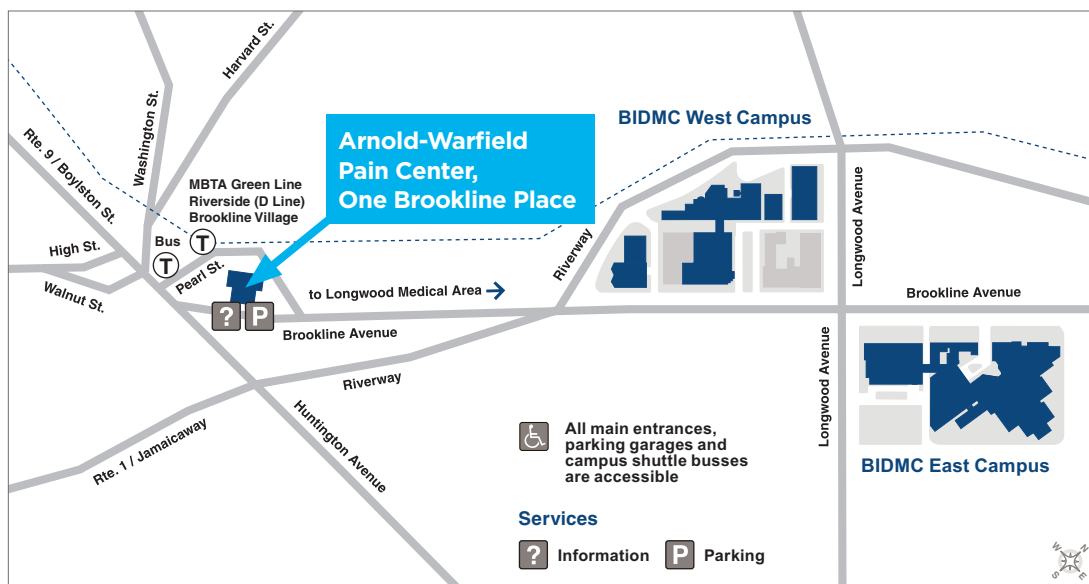 Harvard St.
Washington St.
Rte. 9 / Boylston St.
BIDMC West Campus
Arnold-Warfield
Pain Center,
One Brookline Place
MBTA Green Line
Riverside (D Line)
Brookline Village
High St.
Bus
T
T
Pearl St.
Walnut St.
Riverway
Longwood Avenue
to Longwood Medical Area →
Brookline Avenue
?
P
Brookline Avenue
Riverway
Longwood Avenue
Huntington Avenue
Rte. 1 / Jamaicaway
All main entrances,
parking garages and
campus shuttle busses
are accessible
BIDMC East Campus
Services
? Information
P Parking
W
N
S
E